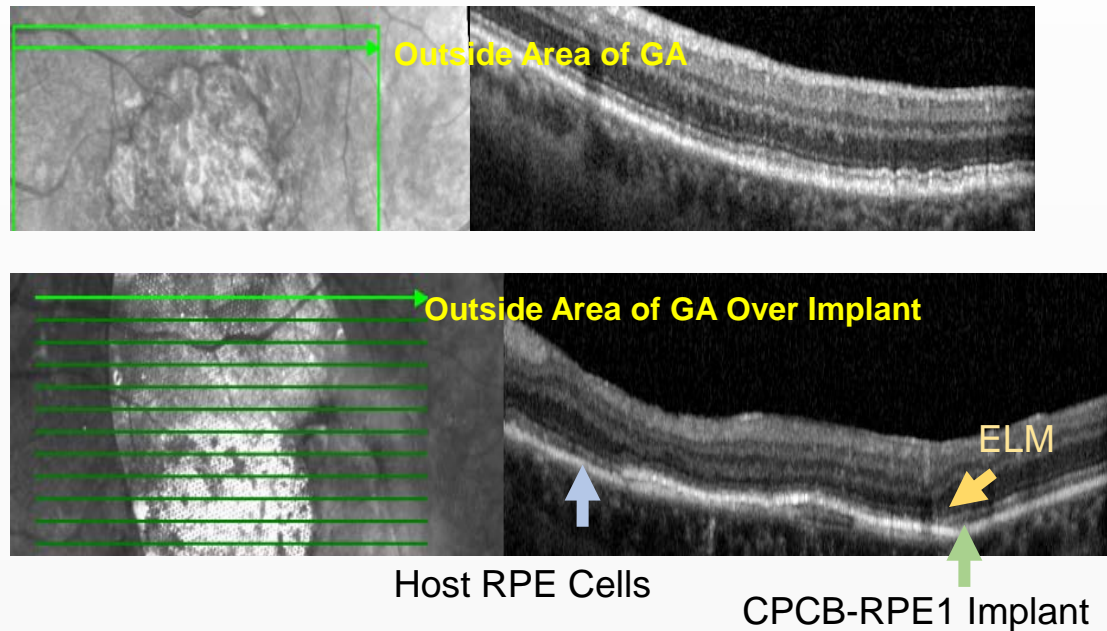 Outside Area of GA
Outside Area of GA Over Implant
ELM
Host RPE Cells
CPCB-RPE1 Implant